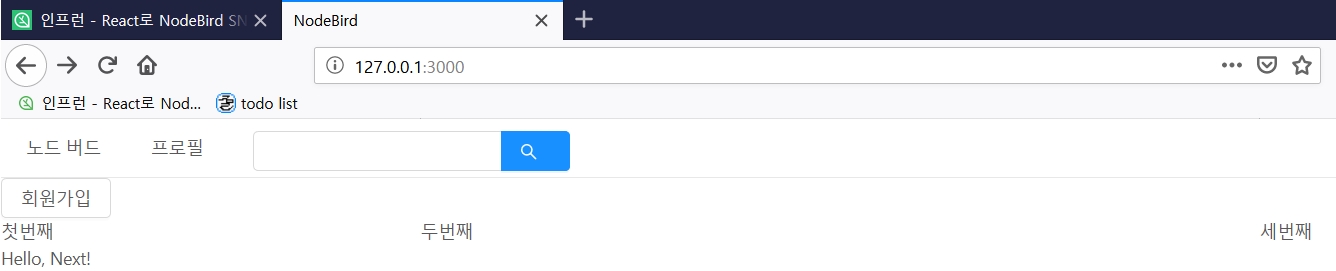 인프런 - React로 NodeBird SN
NodeBird
127.0.0.1:3000
인프런 - React로 Nod...
todo list
노드 버드 프로필
회원가입
첫번째 두번째 세번째
Hello, Next!